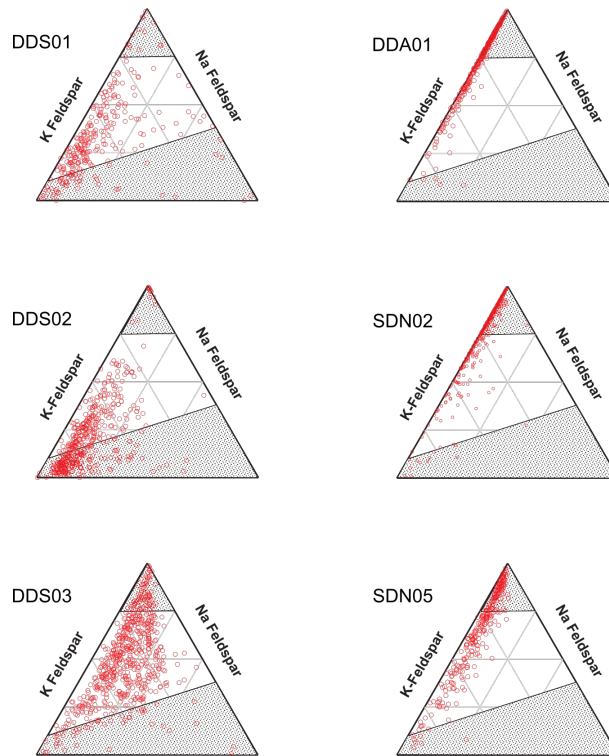 DDS01
K Feldspar
Na Feldspar
DDA01
K-Feldspar
Na Feldspar
DDS02
K-Feldspar
Na Feldspar
SDN02
K-Feldspar
Na Feldspar
DDS03
K Feldspar
Na Feldspar
SDN05
K-Feldspar
Na Feldspar